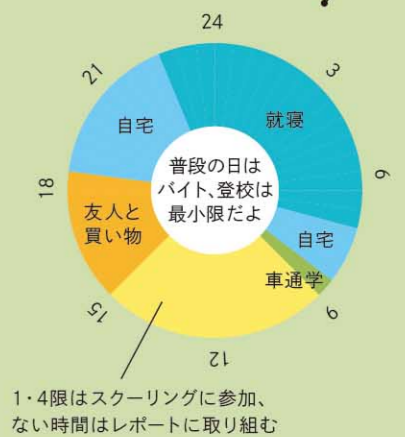 24
3
6
9
12
15
18
21
就寝
自宅
車通学
友人と
買い物
自宅
普段の日は
バイト、登校は
最小限だよ
1・4限はスクーリングに参加、
ない時間はレポートに取り組む